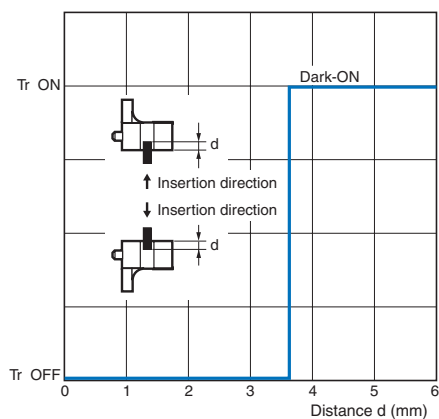 Tr ON
Dark-ON
d
Insertion direction
Insertion direction
d
Tr OFF
0 1 2 3 4 5 6
Distance d (mm)